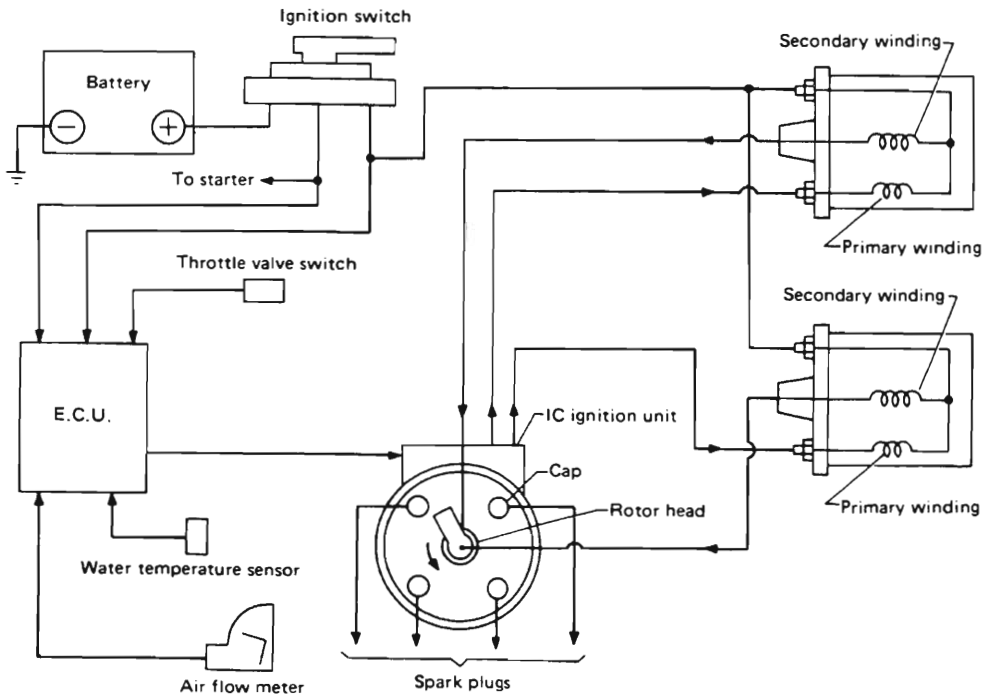 Ignition switch
Battery
−
+
To starter
Throttle valve switch
E.C.U.
Water temperature sensor
Air flow meter
IC ignition unit
Cap
Rotor head
Spark plugs
Secondary winding
Primary winding
Secondary winding
Primary winding